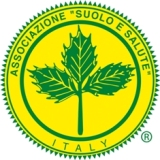 ASSOCIAZIONE "SUOLO E SALUTE"
ITALY
®